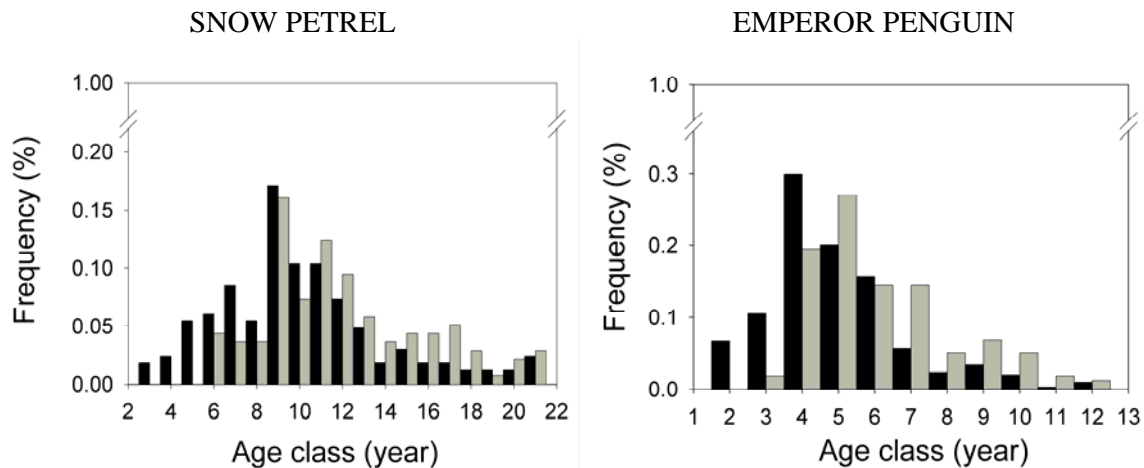 SNOW PETREL
1.00
0.20
0.15
0.10
0.05
0.00
Frequency (%)
2 4 6 8 10 12 14 16 18 20 22
Age class (year)
EMPEROR PENGUIN
1.0
0.3
0.2
0.1
0.0
Frequency (%)
1 2 3 4 5 6 7 8 9 10 11 12 13
Age class (year)